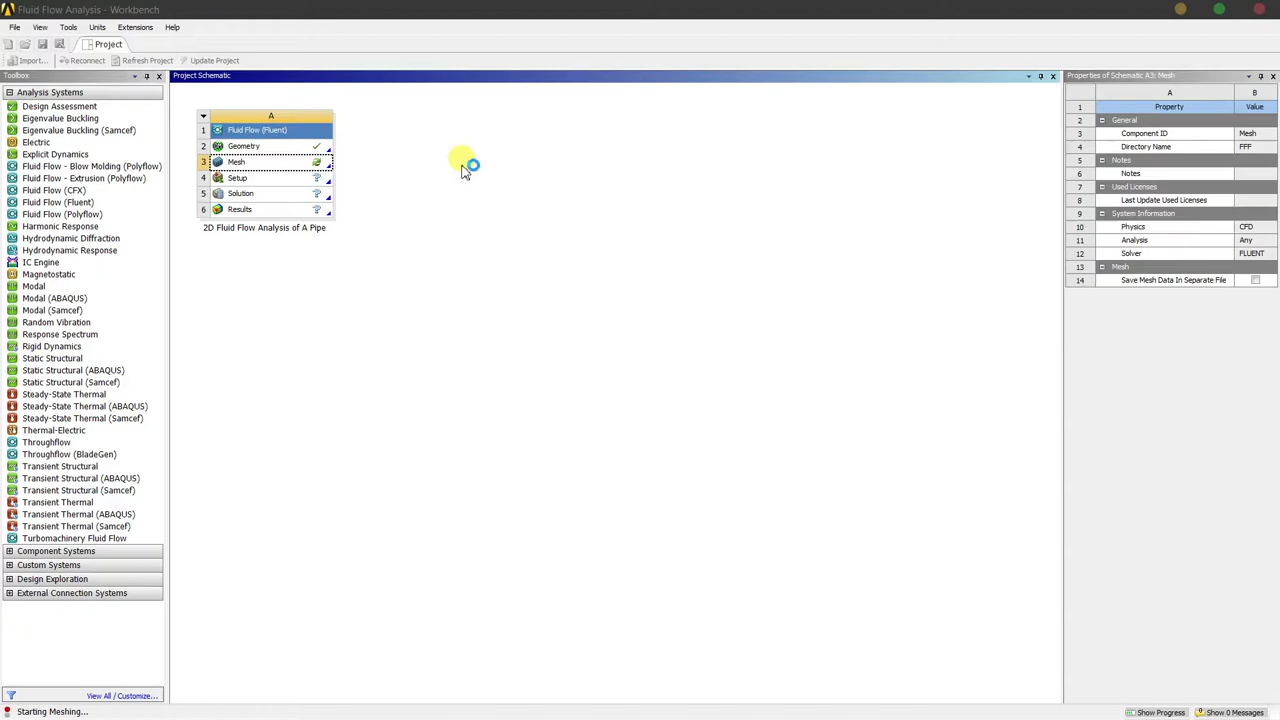 Fluid Flow Analysis - Workbench
File View Tools Units Extensions Help
Project
Import... Reconnect Refresh Project Update Project
Toolbox
Analysis Systems
Design Assessment
Eigenvalue Buckling
Eigenvalue Buckling (Samcef)
Electric
Explicit Dynamics
Fluid Flow - Blow Molding (Polyflow)
Fluid Flow - Extrusion (Polyflow)
Fluid Flow (CFX)
Fluid Flow (Fluent)
Fluid Flow (Polyflow)
Harmonic Response
Hydrodynamic Diffraction
Hydrodynamic Response
IC Engine
Magnetostatic
Modal
Modal (ABAQUS)
Modal (Samcef)
Random Vibration
Response Spectrum
Rigid Dynamics
Static Structural
Static Structural (ABAQUS)
Static Structural (Samcef)
Steady-State Thermal
Steady-State Thermal (ABAQUS)
Steady-State Thermal (Samcef)
Thermal-Electric
Throughflow
Throughflow (BladeGen)
Transient Structural
Transient Structural (ABAQUS)
Transient Structural (Samcef)
Transient Thermal
Transient Thermal (ABAQUS)
Transient Thermal (Samcef)
Turbomachinery Fluid Flow
Component Systems
Custom Systems
Design Exploration
External Connection Systems
View All / Customize...
Project Schematic
A
1 Fluid Flow (Fluent)
2 Geometry
3 Mesh
4 Setup
5 Solution
6 Results
2D Fluid Flow Analysis of A Pipe
Properties of Schematic A3: Mesh
A B
1 Property Value
2 General
3 Component ID Mesh
4 Directory Name FFF
5 Notes
6 Notes
7 Used Licenses
8 Last Update Used Licenses
9 System Information
10 Physics CFD
11 Analysis Any
12 Solver FLUENT
13 Mesh
14 Save Mesh Data In Separate File
Starting Meshing...
Show Progress Show 0 Messages